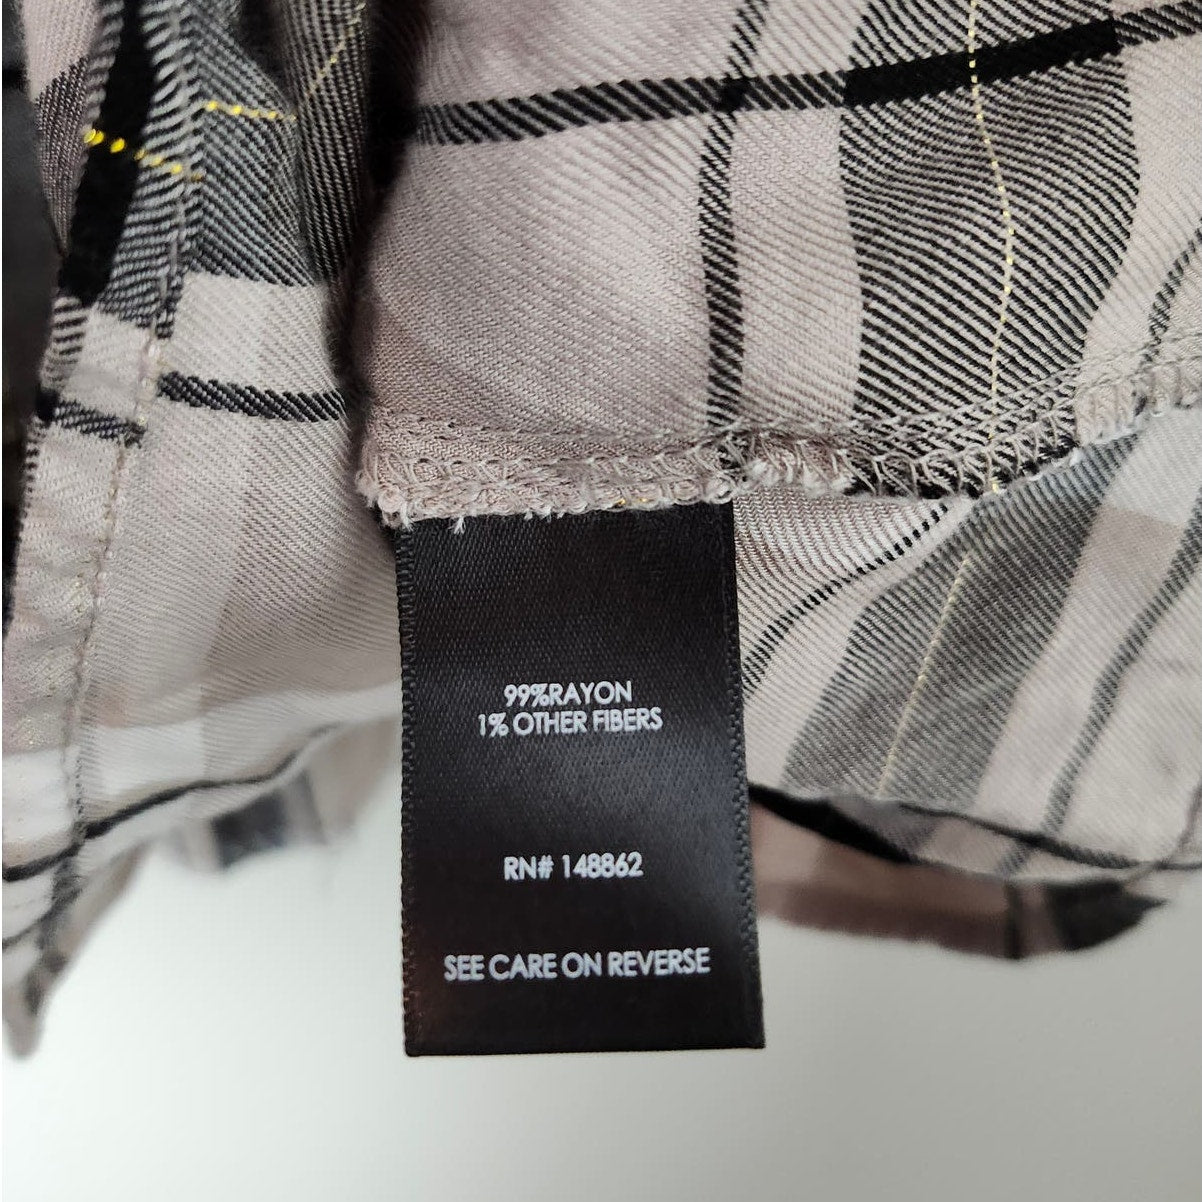 99%RAYON
1% OTHER FIBERS
RN# 148862
SEE CARE ON REVERSE